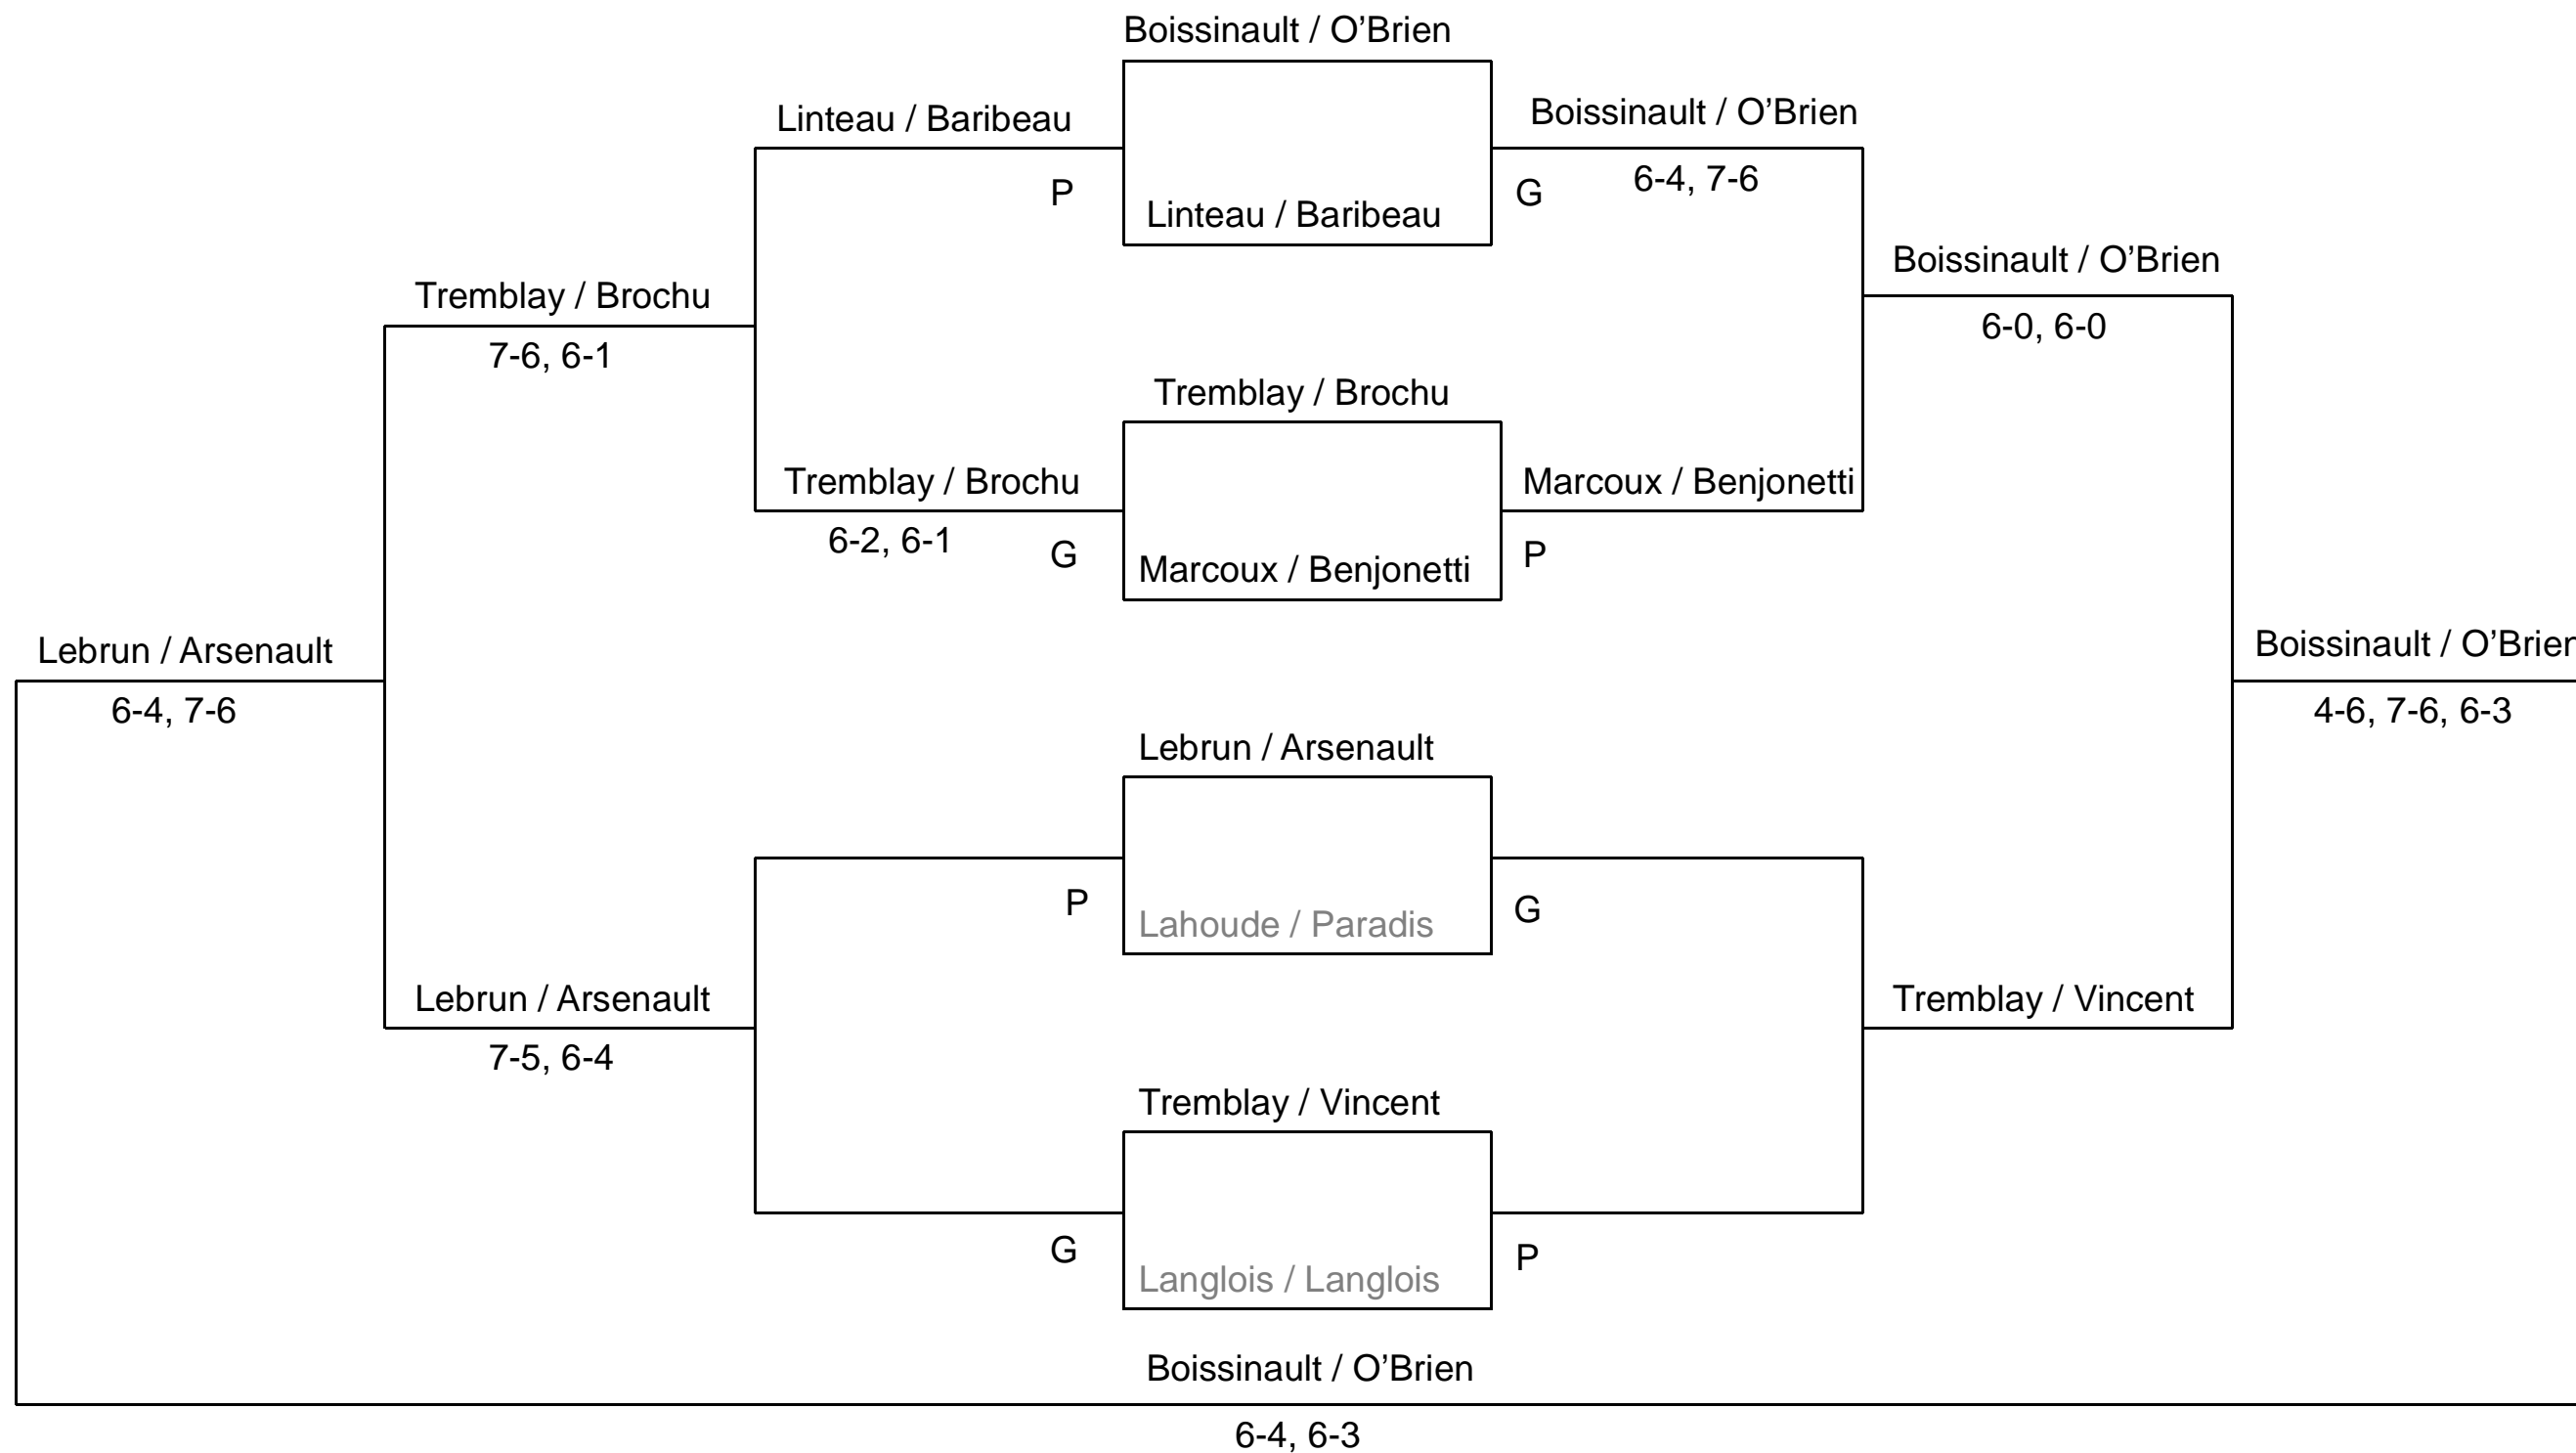 Boissinault / O’Brien
Linteau / Baribeau
Boissinault / O’Brien
P
6-4, 7-6
G
Linteau / Baribeau
Boissinault / O’Brien
Tremblay / Brochu
6-0, 6-0
7-6, 6-1
Tremblay / Brochu
Tremblay / Brochu
Marcoux / Benjonetti
6-2, 6-1
G
P
Marcoux / Benjonetti
Lebrun / Arsenault
Boissinault / O’Brien
6-4, 7-6
4-6, 7-6, 6-3
Lebrun / Arsenault
P
G
Lahoude / Paradis
Lebrun / Arsenault
Tremblay / Vincent
7-5, 6-4
Tremblay / Vincent
G
P
Langlois / Langlois
Boissinault / O’Brien
6-4, 6-3